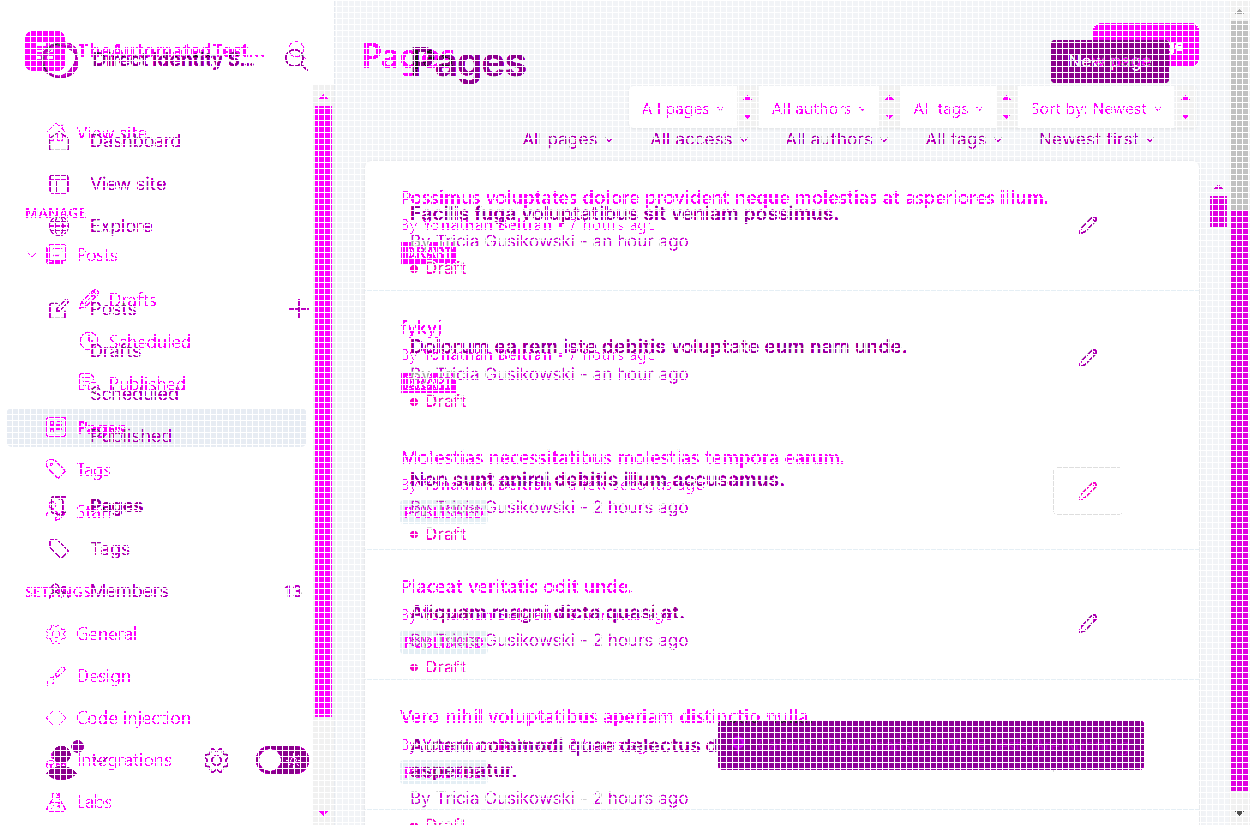 TheAutomatedTest...
Direct Identity S...
Pages
Pages
New page
All pages
All authors
All tags
Sort by: Newest
All pages
All access
All authors
All tags
Newest first
View site
Dashboard
View site
MANAGE
Explore
Posts
Drafts
Posts
Scheduled
Drafts
Published
Scheduled
Pages
Published
Tags
Pages
Staff
Tags
SETTINGS
Members
13
General
Design
Code injection
Integrations
Labs
Possimus voluptates dolore provident neque molestias at asperiores illum.
Facilis fuga voluptatibus sit veniam possimus.
By Yonathan Beltran - 7 hours ago
By Tricia Gusikowski - an hour ago
DRAFT
Draft
fykyj
Dolorum ea rem iste debitis voluptate eum nam unde.
By Yonathan Beltran - 7 hours ago
By Tricia Gusikowski - an hour ago
DRAFT
Draft
Molestias necessitatibus molestias tempora earum.
Non sunt animi debitis illum accusamus.
By Tricia Gusikowski - 2 hours ago
PUBLISHED
Draft
Placeat veritatis odit unde.
Aliquam magni dicta quasi at.
By Tricia Gusikowski - 2 hours ago
PUBLISHED
Draft
Vero nihil voluptatibus aperiam distinctio nulla
Autem commodi quae delectus
By Tricia Gusikowski - 2 hours ago
Draft